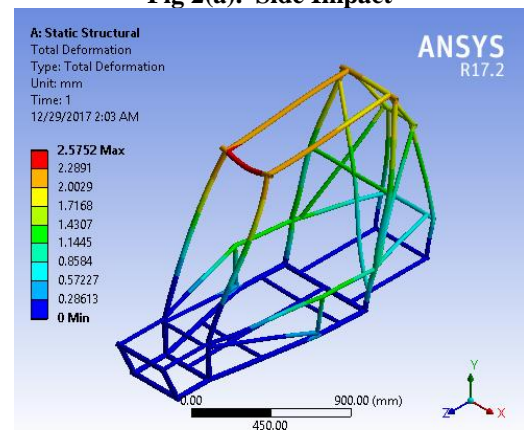 Fig 2(a): Side Impact
A: Static Structural
Total Deformation
Type: Total Deformation
Unit: mm
Time: 1
12/29/2017 2:03 AM
ANSYS
R17.2
2.5752 Max
2.2891
2.0029
1.7168
1.4307
1.1445
0.8584
0.57227
0.28613
0 Min
0.00
900.00 (mm)
450.00
Y
Z
X